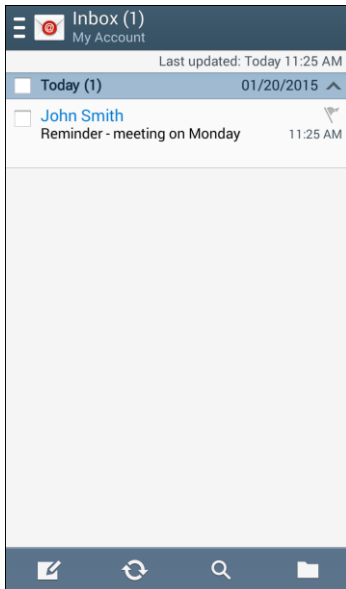 Inbox (1)
My Account
Last updated: Today 11:25 AM
Today (1) 01/20/2015
John Smith
Reminder - meeting on Monday 11:25 AM